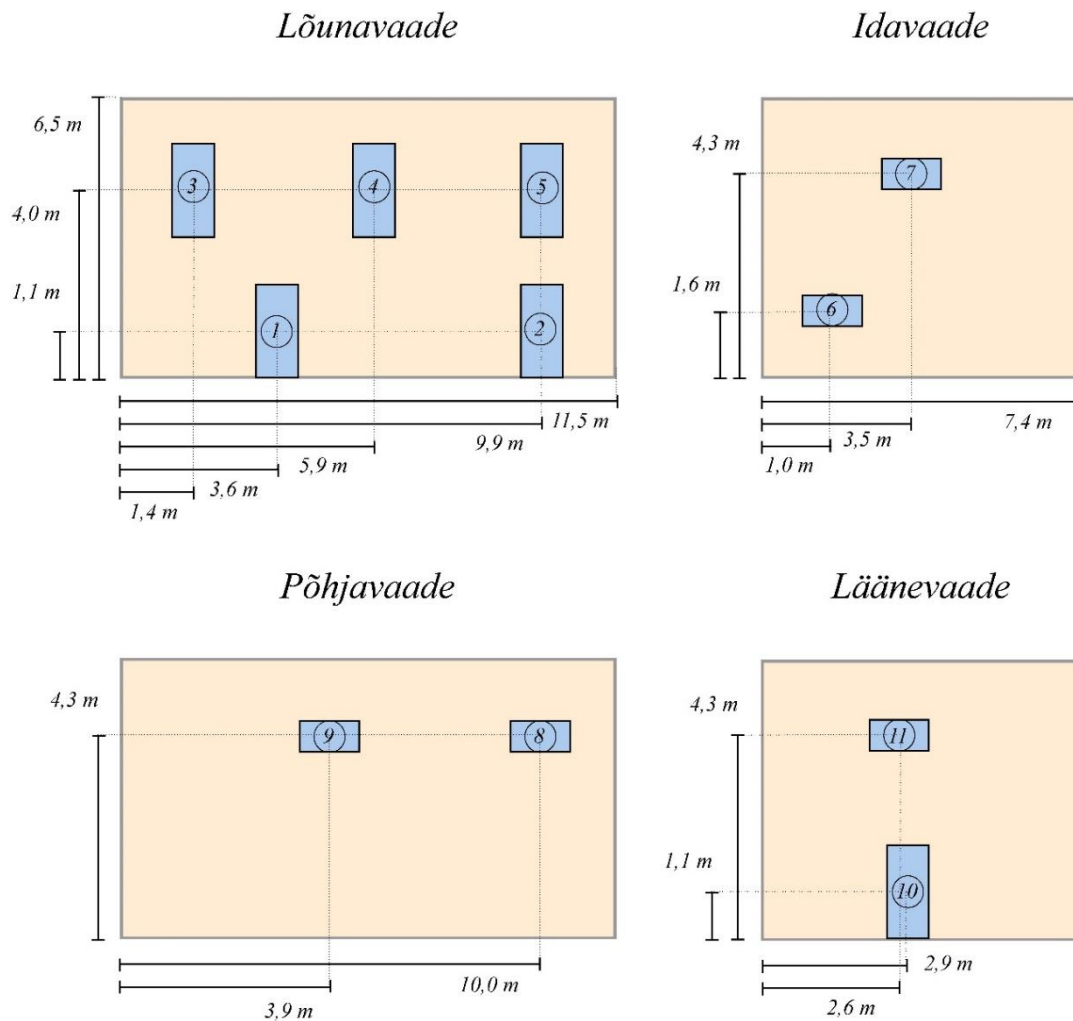 Lõunavaade
Idavaade
6,5 m
4,0 m
1,1 m
3
4
5
1
2
11,5 m
9,9 m
5,9 m
3,6 m
1,4 m
4,3 m
1,6 m
7
6
7,4 m
3,5 m
1,0 m
Põhjavaade
Läänevaade
4,3 m
9
8
10,0 m
3,9 m
4,3 m
1,1 m
11
10
2,9 m
2,6 m